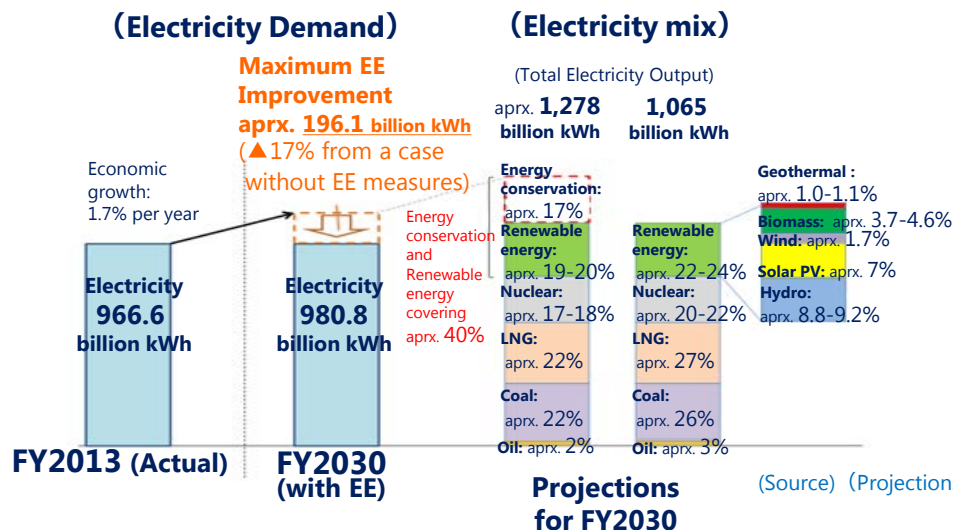 （Electricity Demand）
（Electricity mix）
Maximum EE
Improvement
aprx. 196.1 billion kWh
(▲17% from a case
without EE measures)
(Total Electricity Output)
aprx. 1,278
billion kWh
1,065
billion kWh
Economic
growth:
1.7% per year
Energy
conservation
and
Renewable
energy
covering
aprx. 40%
Electricity
966.6
billion kWh
Electricity
980.8
billion kWh
Energy
conservation:
aprx. 17%
Renewable
energy:
aprx. 19-20%
Nuclear:
aprx. 17-18%
LNG:
aprx. 22%
Coal:
aprx. 22%
Oil: aprx. 2%
Renewable
energy:
aprx. 22-24%
Nuclear:
aprx. 20-22%
LNG:
aprx. 27%
Coal:
aprx. 26%
Oil: aprx. 3%
Geothermal :
aprx. 1.0-1.1%
Biomass: aprx. 3.7-4.6%
Wind: aprx. 1.7%
Solar PV: aprx. 7%
Hydro:
aprx. 8.8-9.2%
FY2013 (Actual)
FY2030
(with EE)
Projections
for FY2030
(Source)（Projection